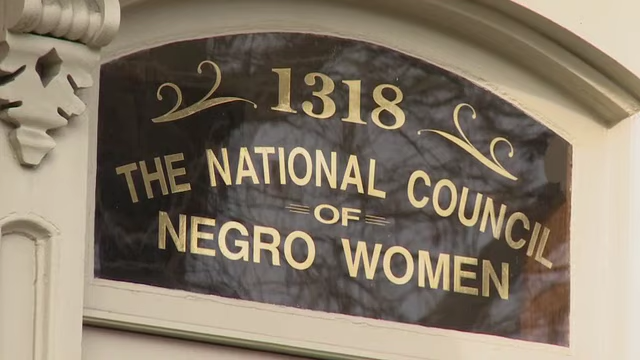 1318
THE NATIONAL COUNCIL
OF
NEGRO WOMEN